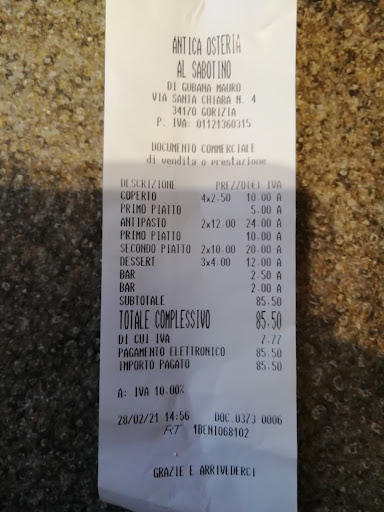 ANTICA OSTERIA
AL SABOTINO
DI GUBANA MAURO
VIA SANTA CHIARA N. 4
34170 GORIZIA
P. IVA: 01121360315
DOCUMENTO COMMERCIALE
di vendita o prestazione
DESCRIZIONE PREZZO(€) IVA
COPERTO 4x2.50 10.00 A
PRIMO PIATTO 5.00 A
ANTIPASTO 2x12.00 24.00 A
PRIMO PIATTO 10.00 A
SECONDO PIATTO 2x10.00 20.00 A
DESSERT 3x4.00 12.00 A
BAR 2.50 A
BAR 2.00 A
SUBTOTALE 85.50
TOTALE COMPLESSIVO 85.50
DI CUI IVA 7.77
PAGAMENTO ELETTRONICO 85.50
IMPORTO PAGATO 85.50
A: IVA 10.00%
28/02/21 14:56 DOC.0373 0006
RT 1BENI068102
GRAZIE E ARRIVEDERCI